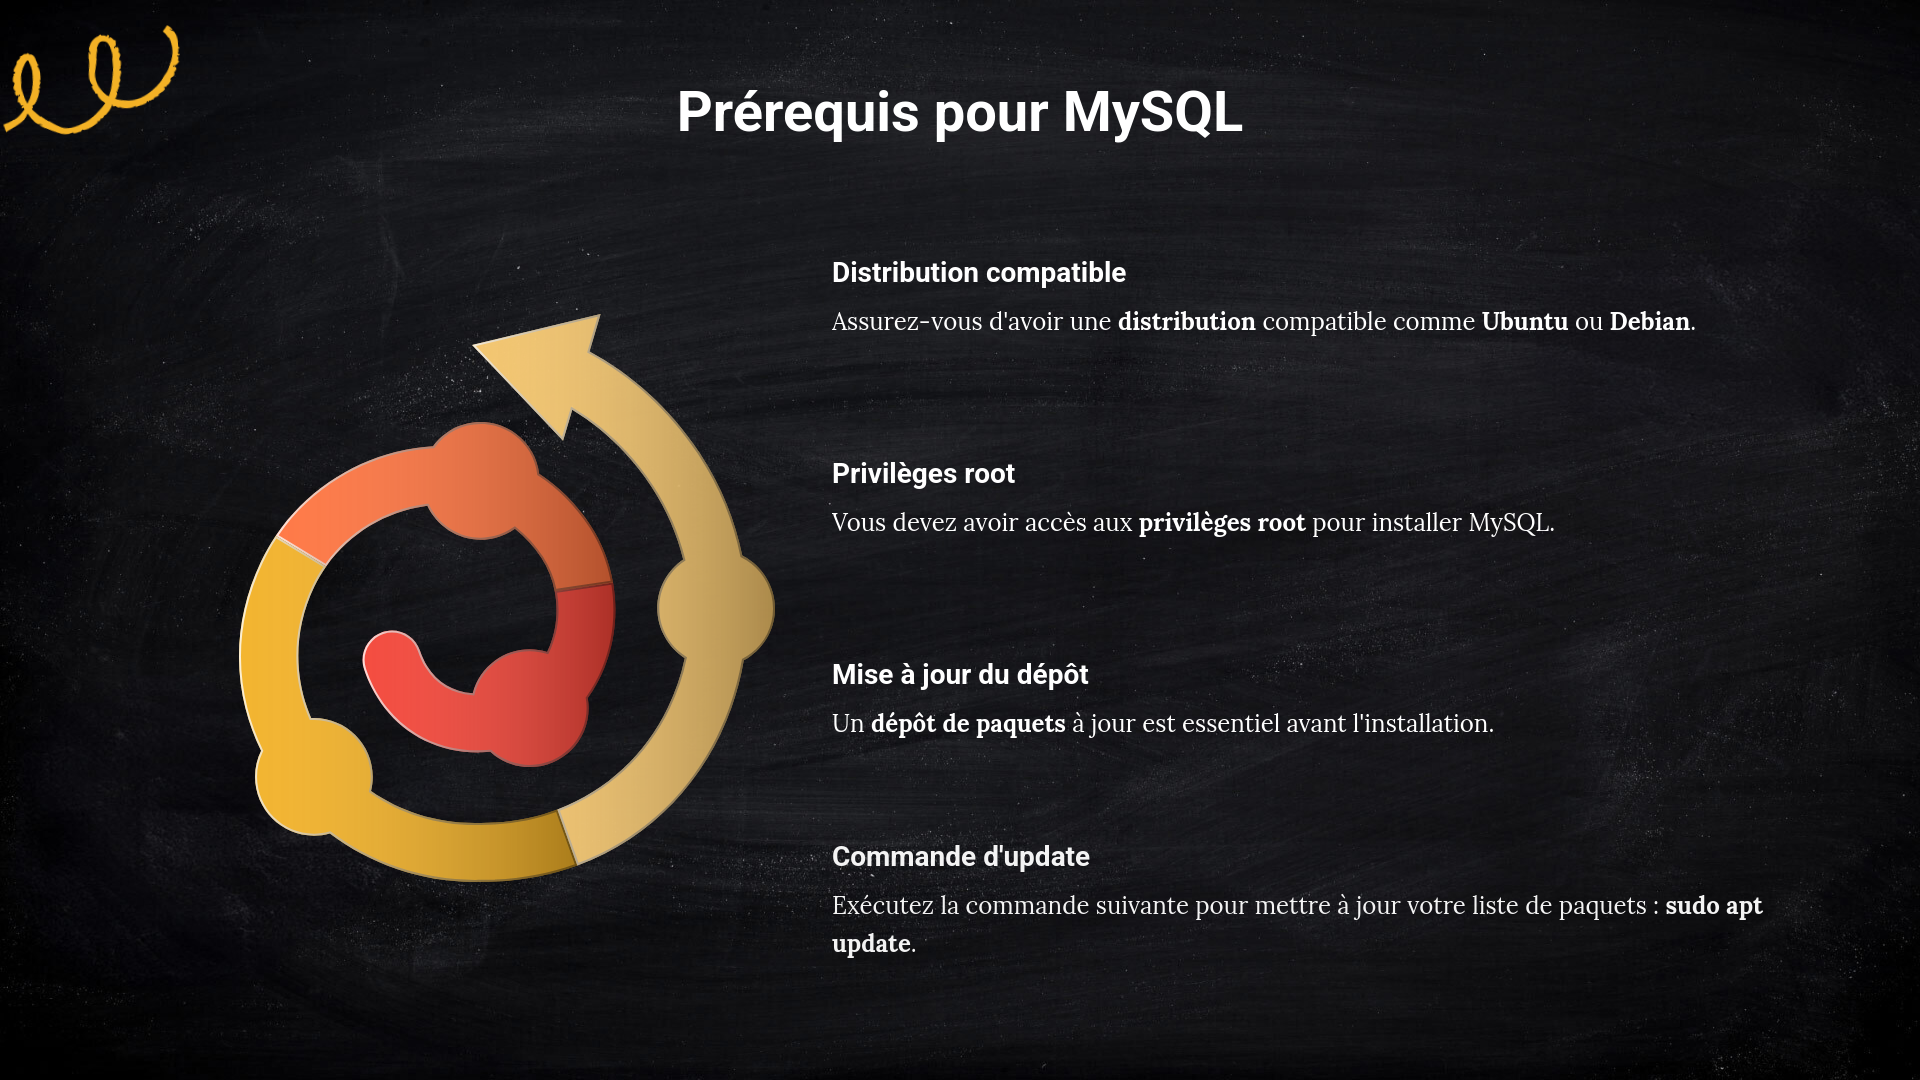 Prérequis pour MySQL
Distribution compatible
Assurez-vous d'avoir une distribution compatible comme Ubuntu ou Debian.
Privilèges root
Vous devez avoir accès aux privilèges root pour installer MySQL.
Mise à jour du dépôt
Un dépôt de paquets à jour est essentiel avant l'installation.
Commande d'update
Exécutez la commande suivante pour mettre à jour votre liste de paquets : sudo apt
update.